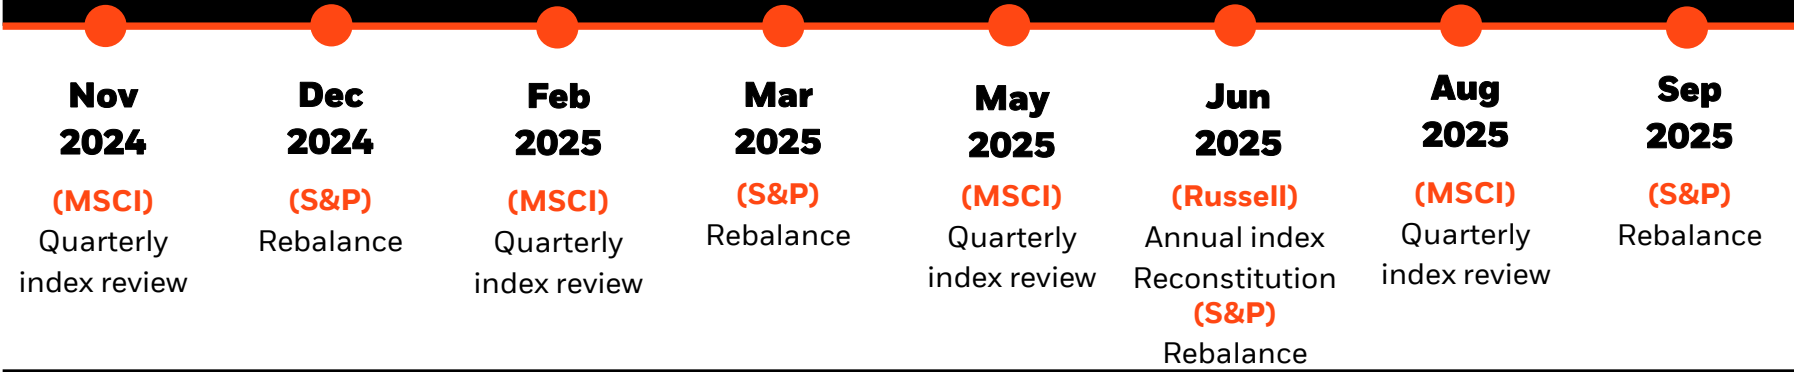 Nov
2024
(MSCI)
Quarterly
index review
Dec
2024
(S&P)
Rebalance
Feb
2025
(MSCI)
Quarterly
index review
Mar
2025
(S&P)
Rebalance
May
2025
(MSCI)
Quarterly
index review
Jun
2025
(Russell)
Annual index
Reconstitution
(S&P)
Rebalance
Aug
2025
(MSCI)
Quarterly
index review
Sep
2025
(S&P)
Rebalance